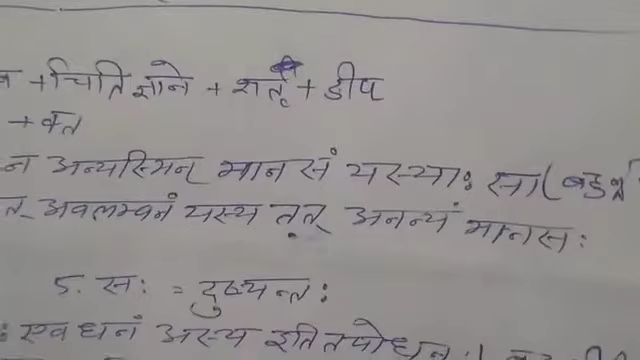 + चिति ज्ञाने + शतृ + डीप
+ क्त
न अन्यस्मिन् मानसं यस्याः सा (
अवलम्बनं यस्य तत् अनन्यं मानसः
5. सः = दुष्यन्तः
एव धनं अस्य इति तपोधनः